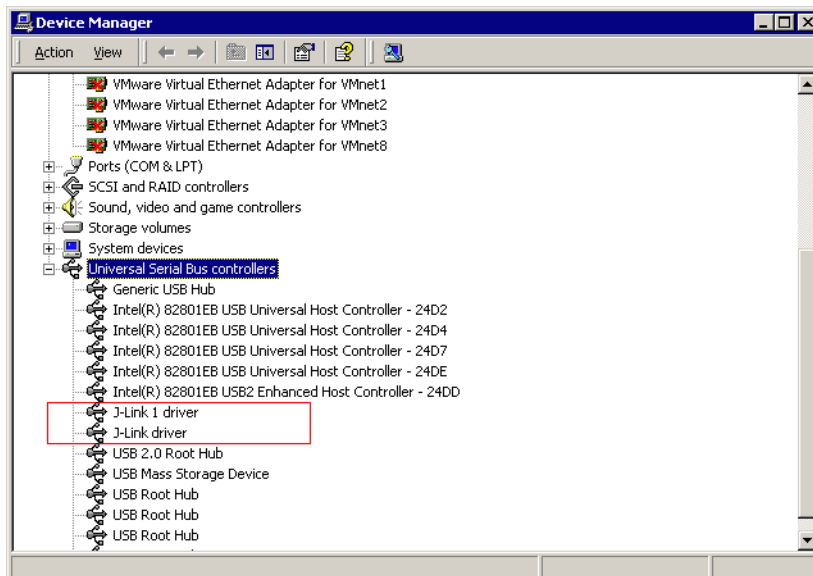 Device Manager
Action View
VMware Virtual Ethernet Adapter for VMnet1
VMware Virtual Ethernet Adapter for VMnet2
VMware Virtual Ethernet Adapter for VMnet3
VMware Virtual Ethernet Adapter for VMnet8
Ports (COM & LPT)
SCSI and RAID controllers
Sound, video and game controllers
Storage volumes
System devices
Universal Serial Bus controllers
Generic USB Hub
Intel(R) 82801EB USB Universal Host Controller - 24D2
Intel(R) 82801EB USB Universal Host Controller - 24D4
Intel(R) 82801EB USB Universal Host Controller - 24D7
Intel(R) 82801EB USB Universal Host Controller - 24DE
Intel(R) 82801EB USB2 Enhanced Host Controller - 24DD
J-Link 1 driver
J-Link driver
USB 2.0 Root Hub
USB Mass Storage Device
USB Root Hub
USB Root Hub
USB Root Hub